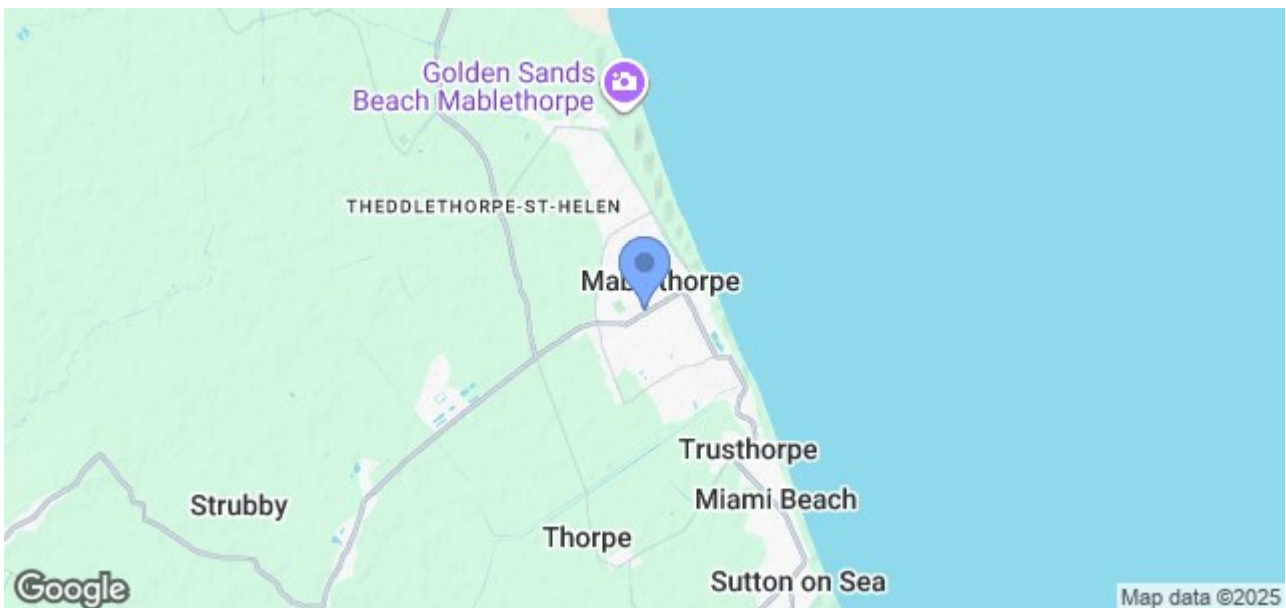 Golden Sands
Beach Mablethorpe
THEDDLETHORPE-ST-HELEN
Mablethorpe
Trusthorpe
Strubby
Miami Beach
Thorpe
Sutton on Sea
Google
Map data ©2025